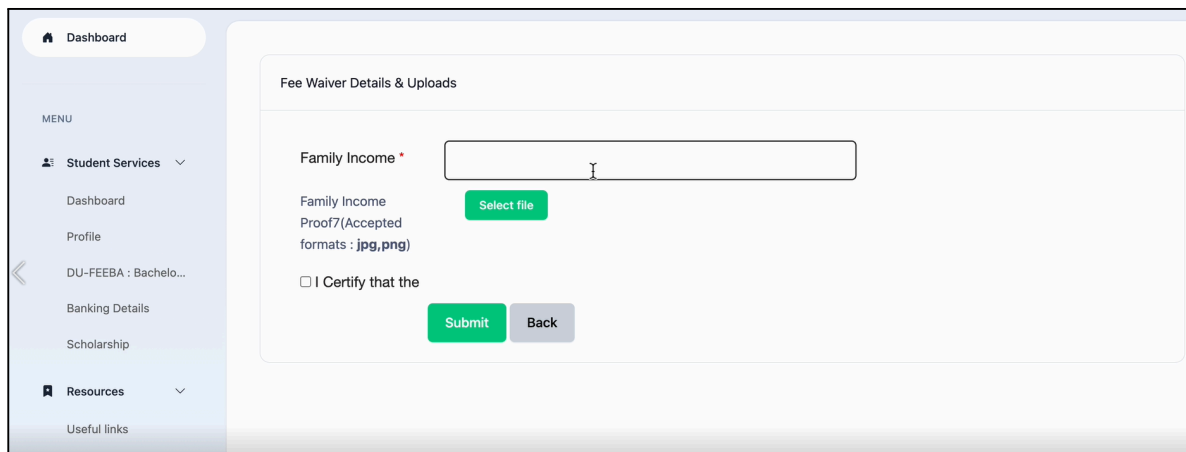 Dashboard
MENU
Student Services
Dashboard
Profile
DU-FEEBA : Bachelo...
Banking Details
Scholarship
Resources
Useful links
Fee Waiver Details & Uploads
Family Income *
Family Income
Proof7(Accepted
formats : jpg,png)
Select file
I Certify that the
Submit
Back